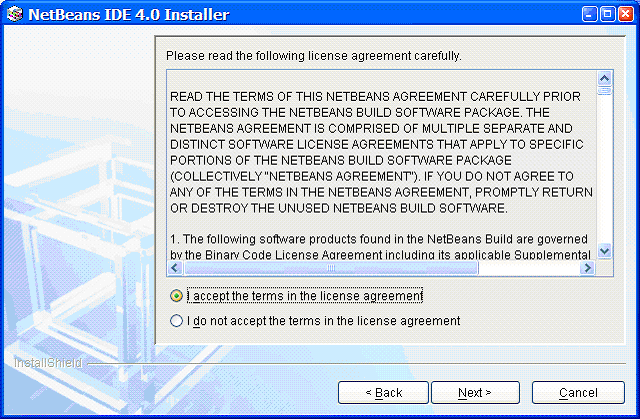 NetBeans IDE 4.0 Installer
Please read the following license agreement carefully.
READ THE TERMS OF THIS NETBEANS AGREEMENT CAREFULLY PRIOR
TO ACCESSING THE NETBEANS BUILD SOFTWARE PACKAGE. THE
NETBEANS AGREEMENT IS COMPRISED OF MULTIPLE SEPARATE AND
DISTINCT SOFTWARE LICENSE AGREEMENTS THAT APPLY TO SPECIFIC
PORTIONS OF THE NETBEANS BUILD SOFTWARE PACKAGE
(COLLECTIVELY "NETBEANS AGREEMENT"). IF YOU DO NOT AGREE TO
ANY OF THE TERMS IN THE NETBEANS AGREEMENT, PROMPTLY RETURN
OR DESTROY THE UNUSED NETBEANS BUILD SOFTWARE.
1. The following software products found in the NetBeans Build are governed
by the Binary Code License Agreement including its applicable Supplemental
I accept the terms in the license agreement
I do not accept the terms in the license agreement
InstallShield
< Back Next > Cancel